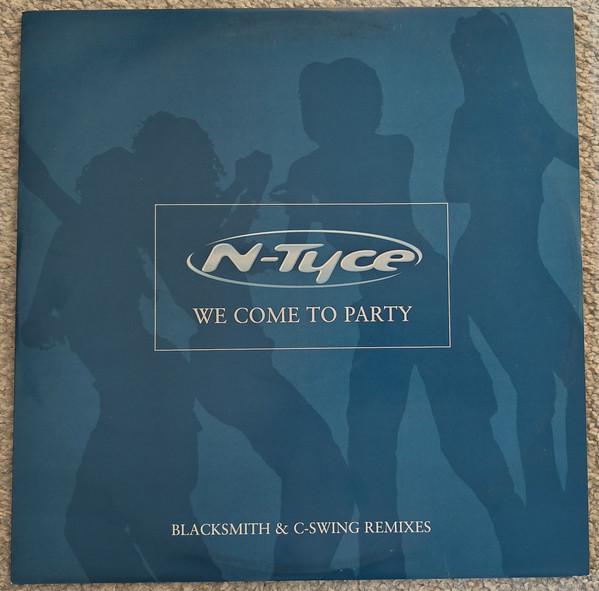 N-Tyce
WE COME TO PARTY
BLACKSMITH & C-SWING REMIXES